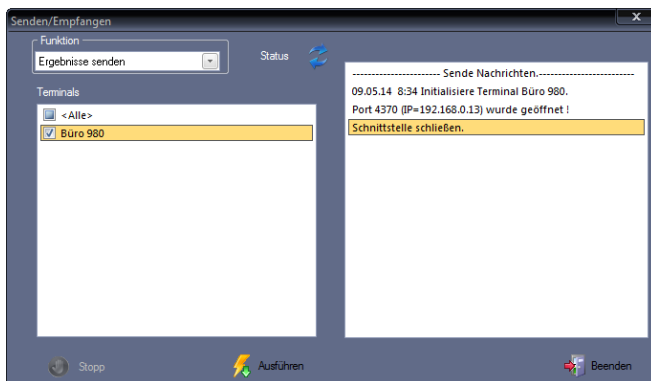 Senden/Empfangen
Funktion
Ergebnisse senden
Status
Terminals
<Alle>
Büro 980
----------------------- Sende Nachrichten.-------------------------
09.05.14  8:34 Initialisiere Terminal Büro 980.
Port 4370 (IP=192.168.0.13) wurde geöffnet !
Schnittstelle schließen.
Stopp
Ausführen
Beenden